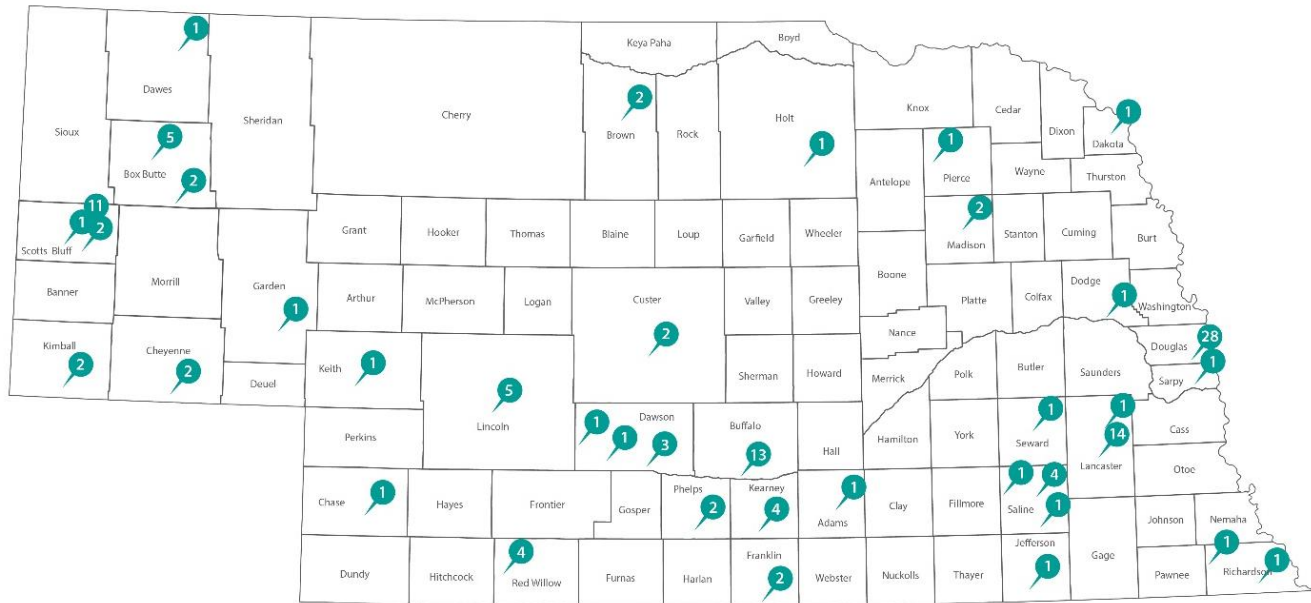 1
Keya Paha
Boyd
Dawes
Sioux
Sheridan
Cherry
2
Brown
Rock
Holt
1
Knox
Cedar
Dixon
1
Dakota
5
Box Butte
2
1
Pierce
Wayne
Thurston
Antelope
11
1
2
Scotts Bluff
Grant
Hooker
Thomas
Blaine
Loup
Garfield
Wheeler
2
Madison
Stanton
Cuming
Burt
Banner
Morrill
Garden
1
Arthur
McPherson
Logan
Custer
2
Valley
Greeley
Boone
Platte
Colfax
Dodge
1
Washington
Nance
Kimball
2
Cheyenne
2
Deuel
Keith
1
Sherman
Howard
Merrick
Polk
Butler
Saunders
Douglas
28
1
Sarpy
5
Lincoln
Perkins
1
1
Dawson
3
Buffalo
13
Hall
Hamilton
York
1
Seward
1
14
Lancaster
Cass
Otoe
Chase
1
Hayes
Frontier
Gosper
Phelps
2
Kearney
4
1
Adams
Clay
Fillmore
1
4
Saline
1
Johnson
Nemaha
Dundy
Hitchcock
4
Red Willow
Furnas
Harlan
Franklin
2
Webster
Nuckolls
Thayer
Jefferson
1
Gage
Pawnee
1
Richardson
1